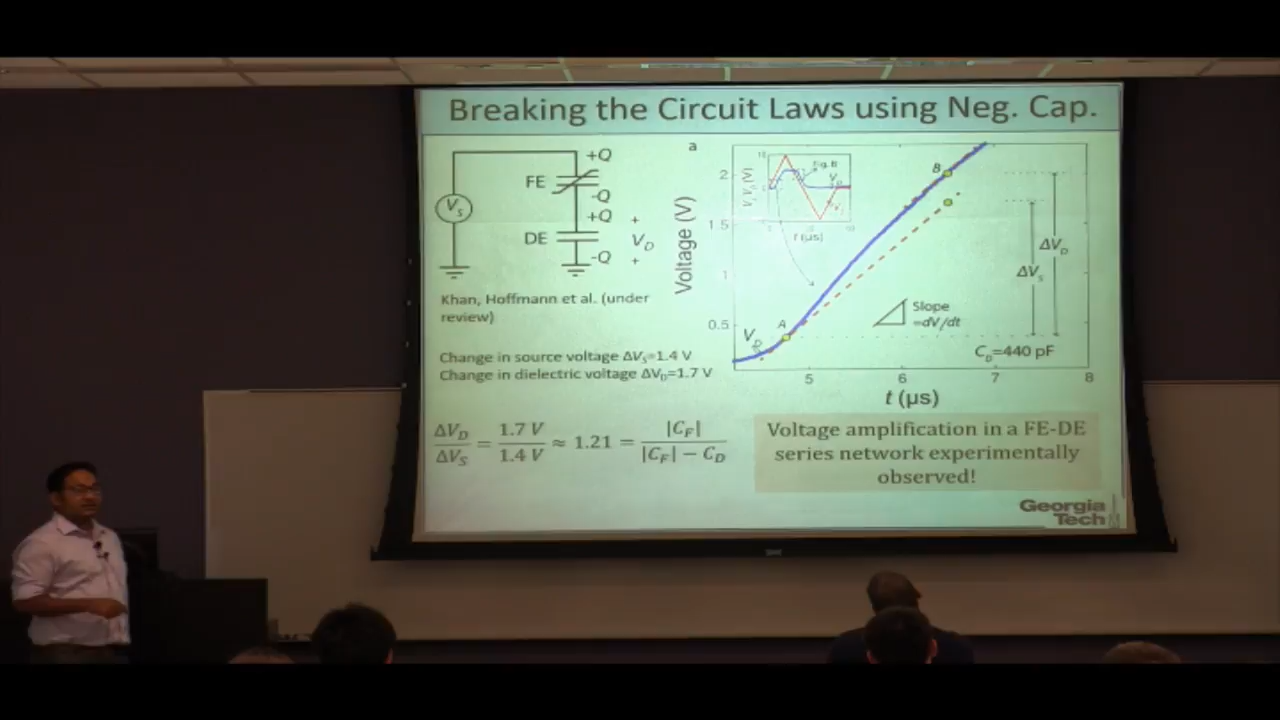 Breaking the Circuit Laws using Neg. Cap.
+Q
FE
-Q
V_S
+Q
+
DE
V_D
-Q
+
Khan, Hoffmann et al. (under
review)
Change in source voltage ΔV_S=1.4 V
Change in dielectric voltage ΔV_D=1.7 V
ΔV_D/ΔV_S = 1.7 V/1.4 V ≈ 1.21 = |C_F|/(|C_F| − C_D)
a
Voltage (V)
2
1.5
1
0.5
t (μs)
B
A
V_D
ΔV_D
ΔV_S
Slope
=dV/dt
C_D=440 pF
5
6
7
8
t (μs)
Voltage amplification in a FE-DE
series network experimentally
observed!
Georgia
Tech